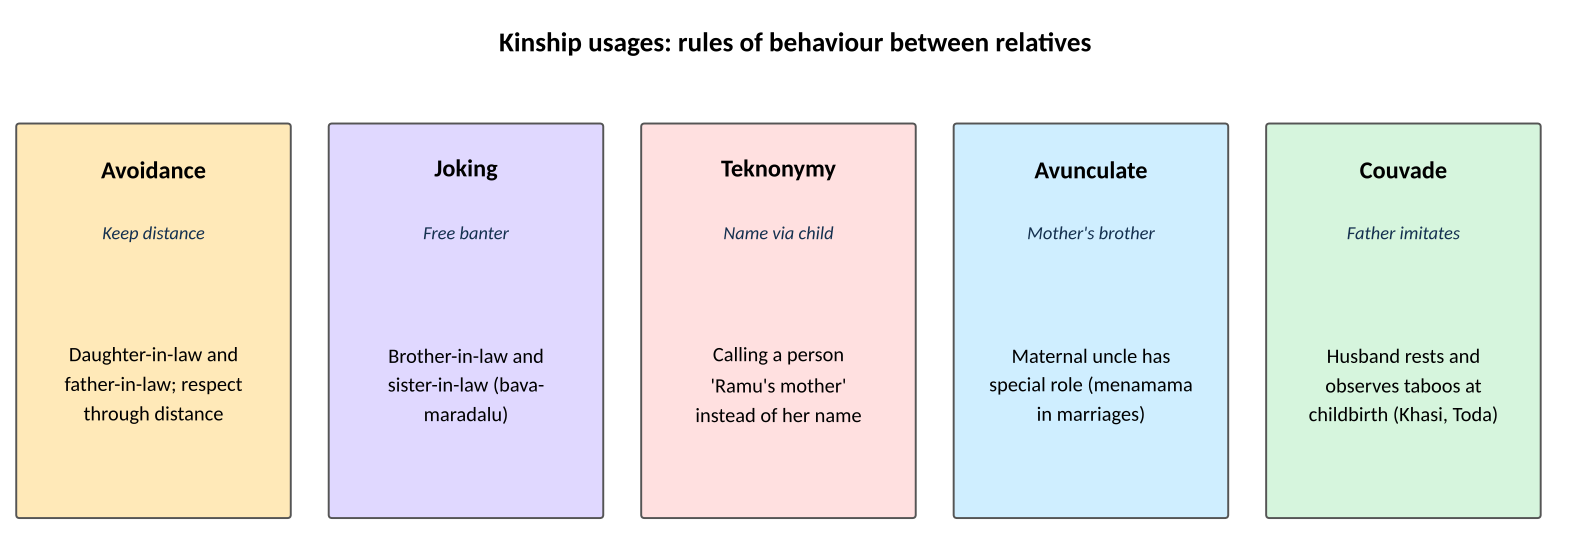 Kinship usages: rules of behaviour between relatives
Avoidance
Keep distance
Daughter-in-law and
father-in-law; respect
through distance
Joking
Free banter
Brother-in-law and
sister-in-law (bava-
maradalu)
Teknonymy
Name via child
Calling a person
'Ramu's mother'
instead of her name
Avunculate
Mother's brother
Maternal uncle has
special role (menamama
in marriages)
Couvade
Father imitates
Husband rests and
observes taboos at
childbirth (Khasi, Toda)